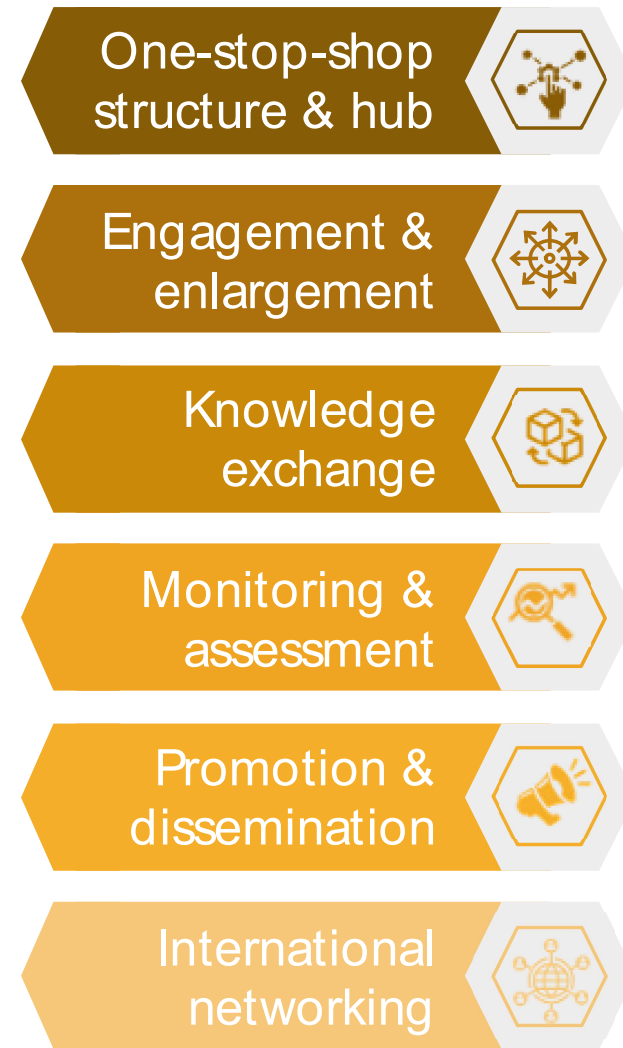 One-stop-shop
structure & hub
Engagement &
enlargement
Knowledge
exchange
Monitoring &
assessment
Promotion &
dissemination
International
networking